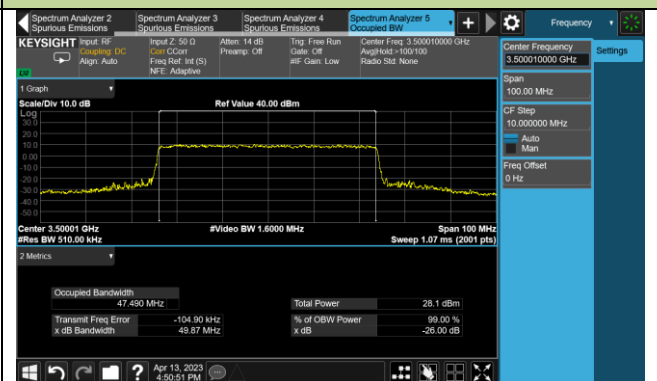 Spectrum Analyzer 2
Spurious Emissions
Spectrum Analyzer 3
Spurious Emissions
Spectrum Analyzer 4
Spurious Emissions
Spectrum Analyzer 5
Occupied BW
Frequency
KEYSIGHT
Input: RF
Coupling: DC
Align: Auto
Input Z: 50 Ω
Corr CCorr
Freq Ref: Int (S)
NFE: Adaptive
Atten: 14 dB
Preamp: Off
Trig: Free Run
Gate: Off
#IF Gain: Low
Center Freq: 3.500010000 GHz
Avg|Hold:>100/100
Radio Std: None
Center Frequency
3.500010000 GHz
Settings
Span
100.00 MHz
CF Step
10.000000 MHz
Auto
Man
Freq Offset
0 Hz
1 Graph
Scale/Div 10.0 dB
Ref Value 40.00 dBm
Log
30.0
20.0
10.0
0.00
-10.0
-20.0
-30.0
-40.0
-50.0
Center 3.50001 GHz
#Video BW 1.6000 MHz
Span 100 MHz
#Res BW 510.00 kHz
Sweep 1.07 ms (2001 pts)
2 Metrics
Occupied Bandwidth
47.490 MHz
Total Power
28.1 dBm
Transmit Freq Error
-104.90 kHz
% of OBW Power
99.00 %
x dB Bandwidth
49.87 MHz
x dB
-26.00 dB
Apr 13, 2023
4:50:51 PM